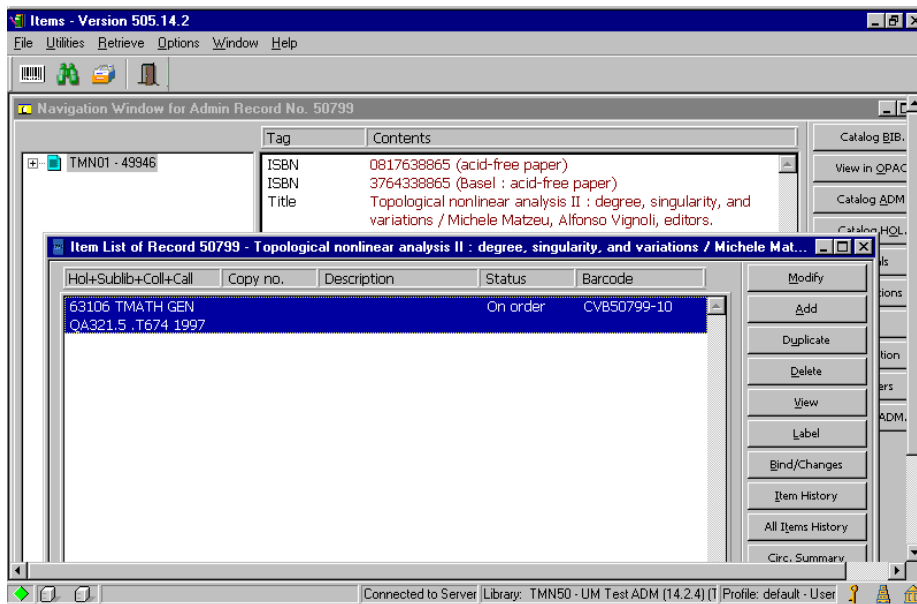 Items - Version 505.14.2
File Utilities Retrieve Options Window Help
Navigation Window for Admin Record No. 50799
Tag Contents
Catalog BIB.
TMN01 - 49946
ISBN 0817638865 (acid-free paper)
View in OPAC
ISBN 3764338865 (Basel : acid-free paper)
Title Topological nonlinear analysis II : degree, singularity, and
Catalog ADM
variations / Michele Matzeu, Alfonso Vignoli, editors.
Catalog HOL.
Item List of Record 50799 - Topological nonlinear analysis II : degree, singularity, and variations / Michele Mat...
Hol+Sublib+Coll+Call Copy no. Description Status Barcode
Modify
63106 TMATH GEN On order CVB50799-10
Add
QA321.5 .T674 1997
Duplicate
Delete
View
ADM.
Label
Bind/Changes
Item History
All Items History
Circ. Summary
Connected to Server Library: TMN50 - UM Test ADM (14.2.4) (T Profile: default - User